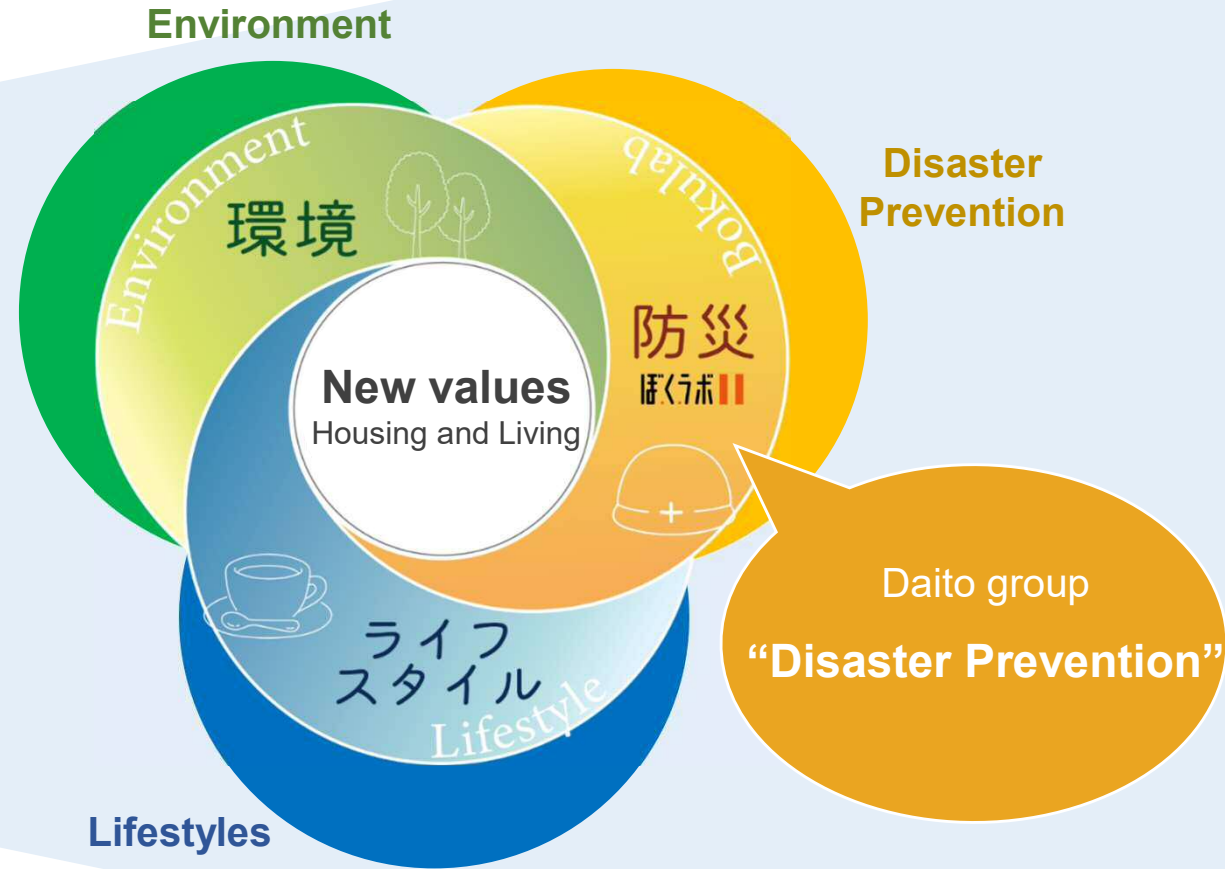 Environment
Environment
環境
Bokulab
Disaster
Prevention
防災
ぼくラボ
New values
Housing and Living
Daito group
“Disaster Prevention”
ライフ
スタイル
Lifestyle
Lifestyles